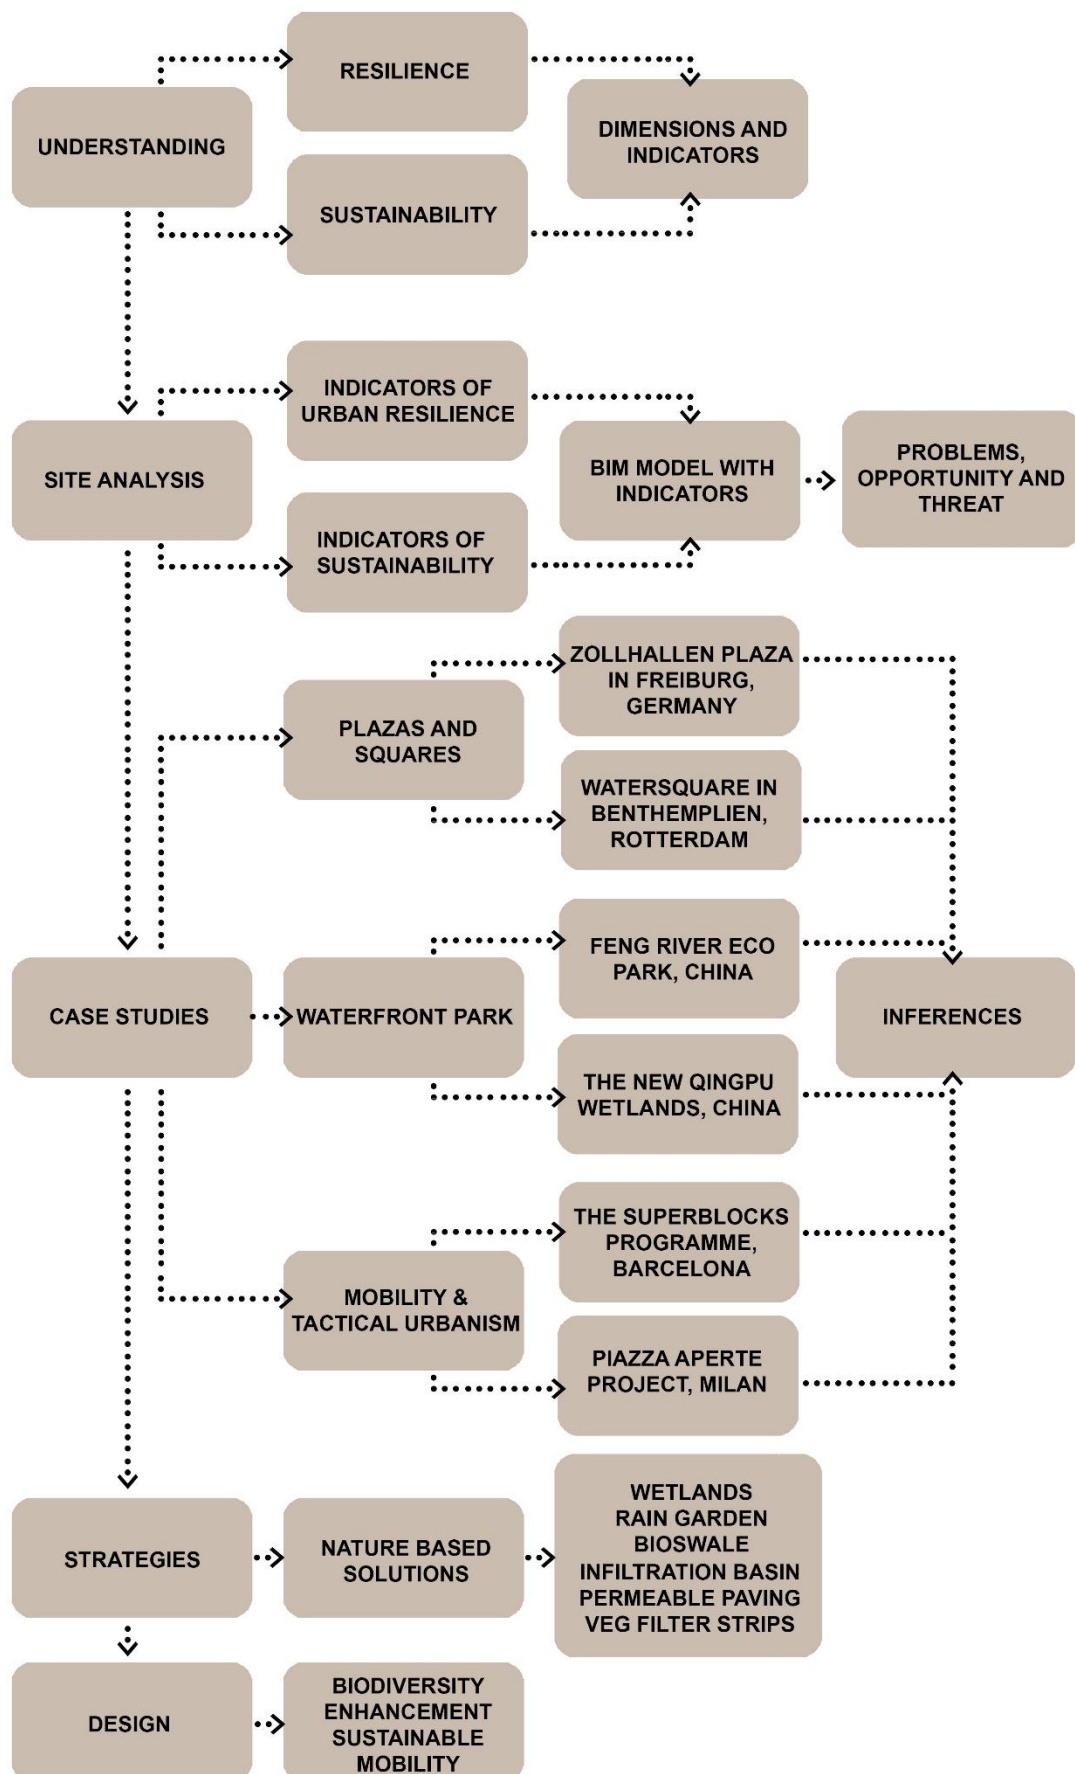 RESILIENCE
UNDERSTANDING
DIMENSIONS AND
INDICATORS
SUSTAINABILITY
INDICATORS OF
URBAN RESILIENCE
SITE ANALYSIS
BIM MODEL WITH
INDICATORS
PROBLEMS,
OPPORTUNITY AND
THREAT
INDICATORS OF
SUSTAINABILITY
ZOLLHALLEN PLAZA
IN FREIBURG,
GERMANY
PLAZAS AND
SQUARES
WATERSQUARE IN
BENTHEMPLIEN,
ROTTERDAM
FENG RIVER ECO
PARK, CHINA
CASE STUDIES
WATERFRONT PARK
INFERENCES
THE NEW QINGPU
WETLANDS, CHINA
THE SUPERBLOCKS
PROGRAMME,
BARCELONA
MOBILITY &
TACTICAL URBANISM
PIAZZA APERTE
PROJECT, MILAN
STRATEGIES
NATURE BASED
SOLUTIONS
WETLANDS
RAIN GARDEN
BIOSWALE
INFILTRATION BASIN
PERMEABLE PAVING
VEG FILTER STRIPS
DESIGN
BIODIVERSITY
ENHANCEMENT
SUSTAINABLE
MOBILITY